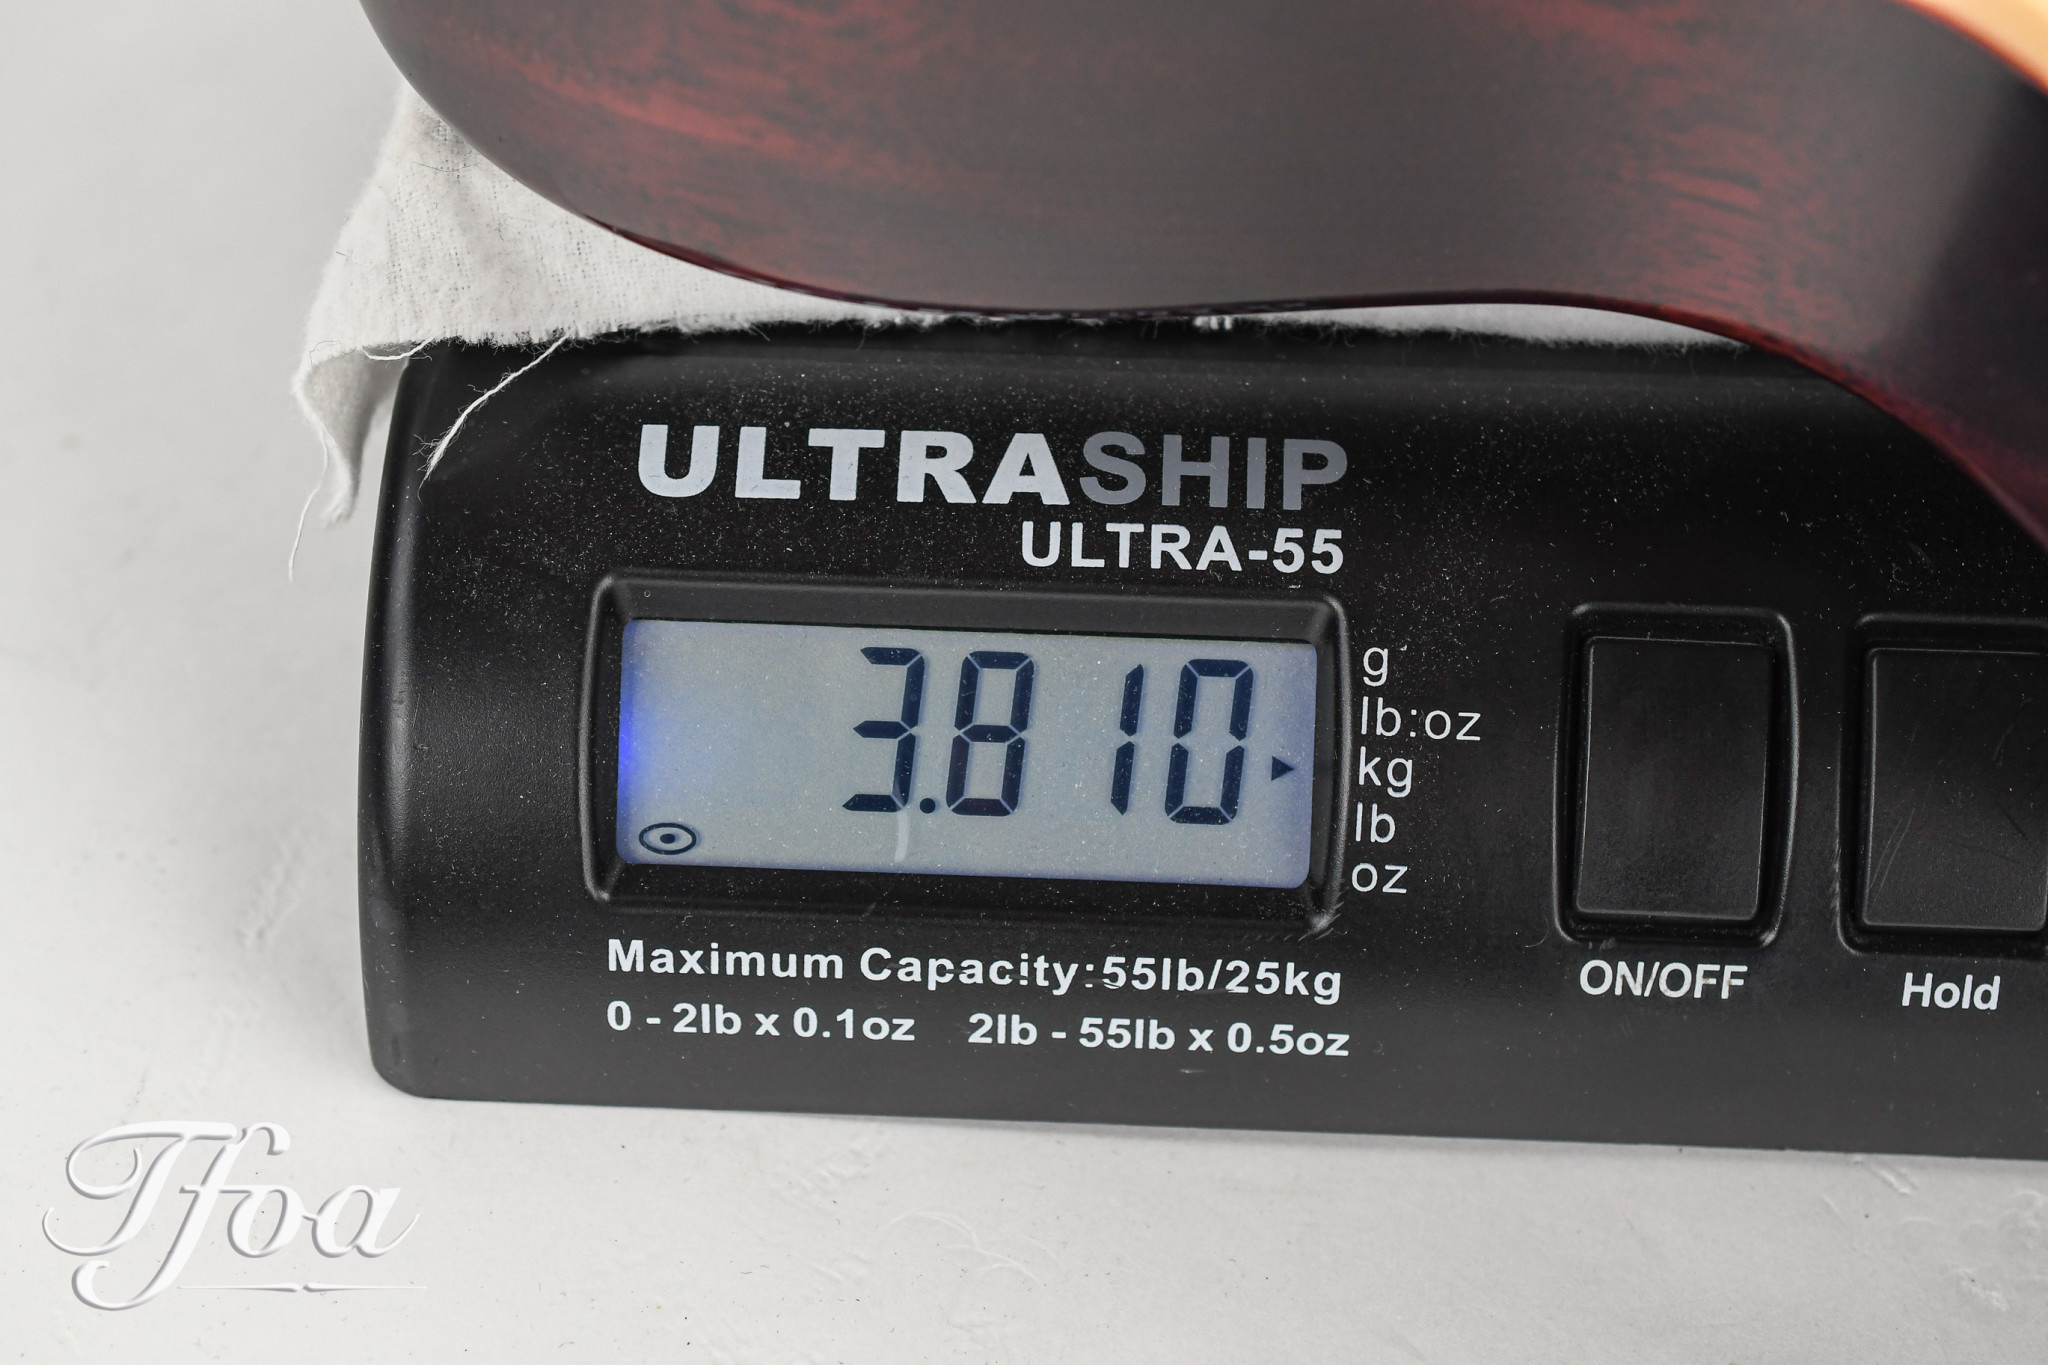 ULTRASHIP
ULTRA-55
3.810
g
lb:oz
kg
lb
oz
Maximum Capacity:55lb/25kg
0 - 2lb x 0.1oz 2lb - 55lb x 0.5oz
ON/OFF
Hold
Tfoa